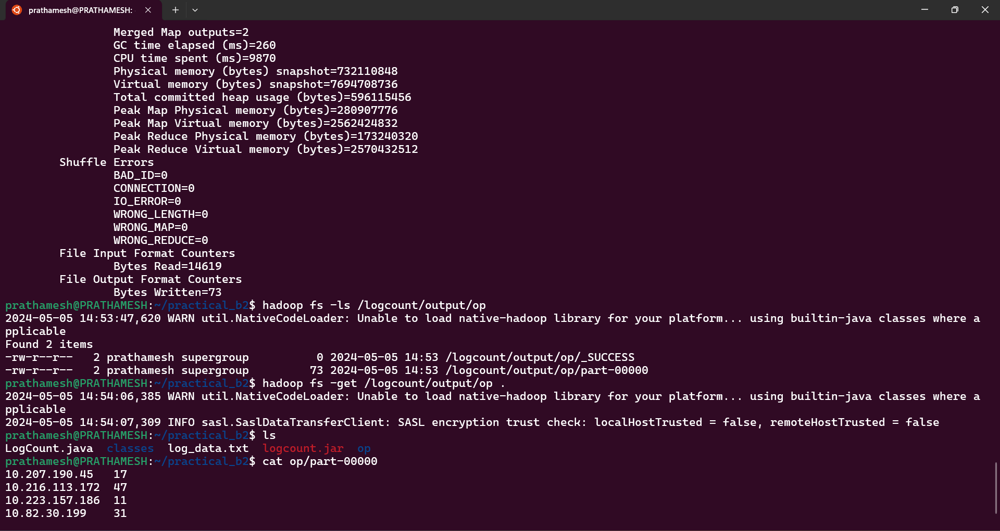 prathamesh@PRATHAMESH:
Merged Map outputs=2
GC time elapsed (ms)=260
CPU time spent (ms)=9870
Physical memory (bytes) snapshot=732110848
Virtual memory (bytes) snapshot=7694708736
Total committed heap usage (bytes)=596115456
Peak Map Physical memory (bytes)=280907776
Peak Map Virtual memory (bytes)=2562424832
Peak Reduce Physical memory (bytes)=173240320
Peak Reduce Virtual memory (bytes)=2570432512
Shuffle Errors
BAD_ID=0
CONNECTION=0
IO_ERROR=0
WRONG_LENGTH=0
WRONG_MAP=0
WRONG_REDUCE=0
File Input Format Counters
Bytes Read=14619
File Output Format Counters
Bytes Written=73
prathamesh@PRATHAMESH:~/practical_b2$ hadoop fs -ls /logcount/output/op
2024-05-05 14:53:47,620 WARN util.NativeCodeLoader: Unable to load native-hadoop library for your platform... using builtin-java classes where a
pplicable
Found 2 items
-rw-r--r--   2 prathamesh supergroup          0 2024-05-05 14:53 /logcount/output/op/_SUCCESS
-rw-r--r--   2 prathamesh supergroup         73 2024-05-05 14:53 /logcount/output/op/part-00000
prathamesh@PRATHAMESH:~/practical_b2$ hadoop fs -get /logcount/output/op .
2024-05-05 14:54:06,385 WARN util.NativeCodeLoader: Unable to load native-hadoop library for your platform... using builtin-java classes where a
pplicable
2024-05-05 14:54:07,309 INFO sasl.SaslDataTransferClient: SASL encryption trust check: localHostTrusted = false, remoteHostTrusted = false
prathamesh@PRATHAMESH:~/practical_b2$ ls
LogCount.java  classes  log_data.txt  logcount.jar  op
prathamesh@PRATHAMESH:~/practical_b2$ cat op/part-00000
10.207.190.45   17
10.216.113.172  47
10.223.157.186  11
10.82.30.199    31